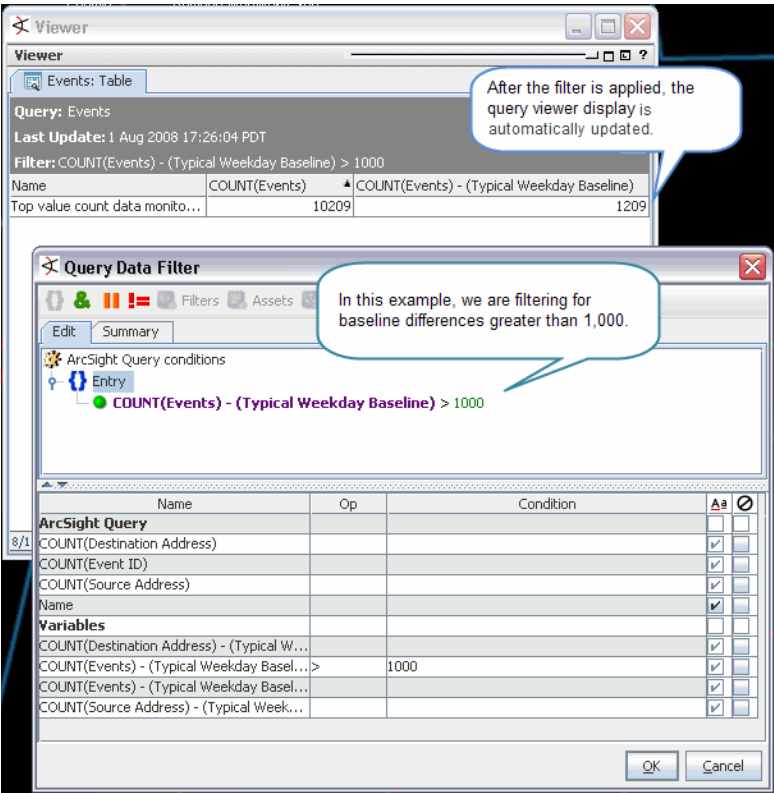 Viewer
Viewer
?
Events: Table
After the filter is applied, the
query viewer display is
automatically updated.
Query: Events
Last Update: 1 Aug 2008 17:26:04 PDT
Filter: COUNT(Events) - (Typical Weekday Baseline) > 1000
Name COUNT(Events) COUNT(Events) - (Typical Weekday Baseline)
Top value count data monito... 10209 1209
Query Data Filter
{} & != Filters Assets
In this example, we are filtering for
baseline differences greater than 1,000.
Edit Summary
ArcSight Query conditions
{} Entry
COUNT(Events) - (Typical Weekday Baseline) > 1000
Name Op Condition Aa
ArcSight Query
8/1
COUNT(Destination Address)
COUNT(Event ID)
COUNT(Source Address)
Name
Variables
COUNT(Destination Address) - (Typical W...
COUNT(Events) - (Typical Weekday Basel... > 1000
COUNT(Events) - (Typical Weekday Basel...
COUNT(Source Address) - (Typical Week...
OK Cancel